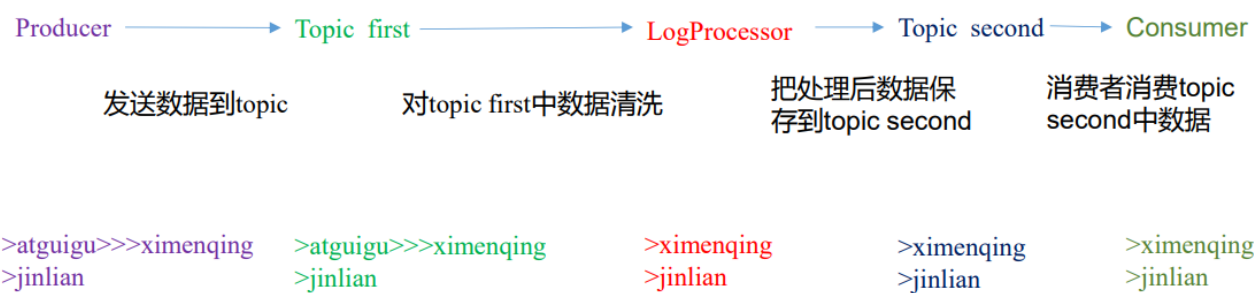 Producer
Topic first
LogProcessor
Topic second
Consumer
发送数据到topic
对topic first中数据清洗
把处理后数据保
存到topic second
消费者消费topic
second中数据
>atguigu>>>ximenqing
>jinlian
>atguigu>>>ximenqing
>jinlian
>ximenqing
>jinlian
>ximenqing
>jinlian
>ximenqing
>jinlian